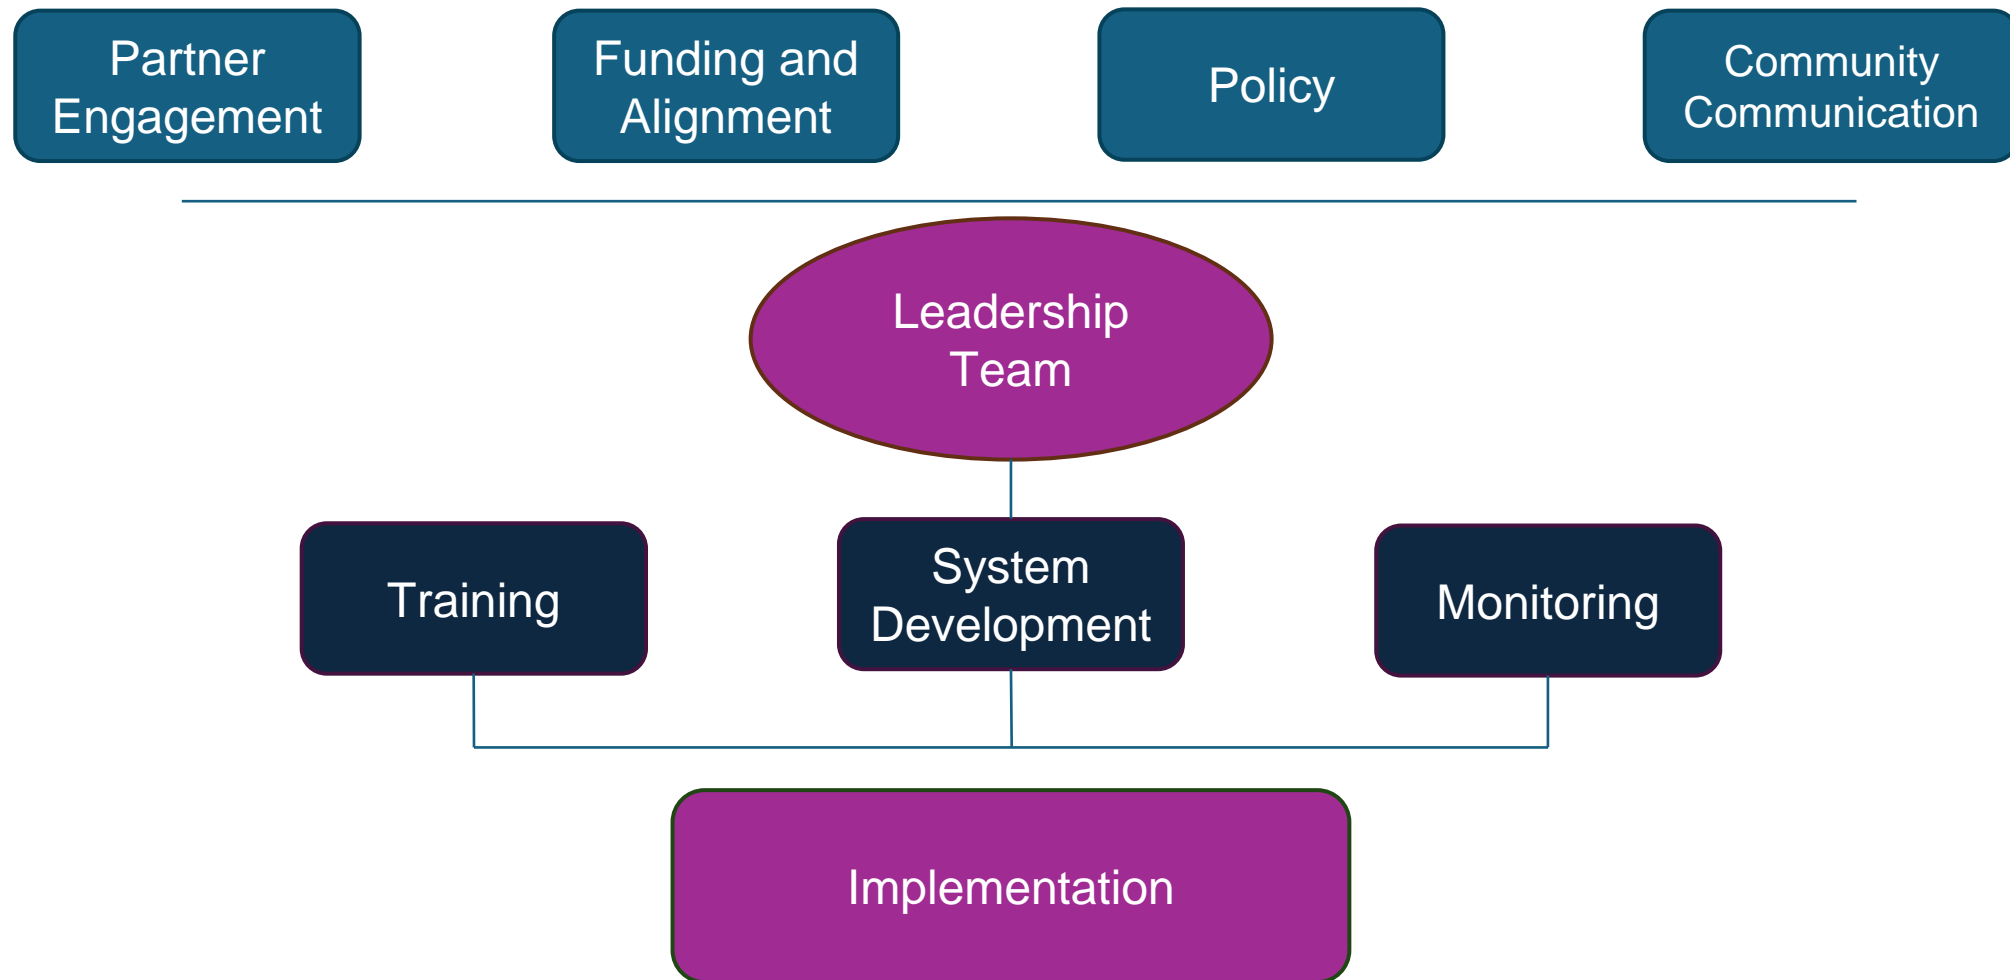 Partner
Engagement
Funding and
Alignment
Policy
Community
Communication
Leadership
Team
Training
System
Development
Monitoring
Implementation